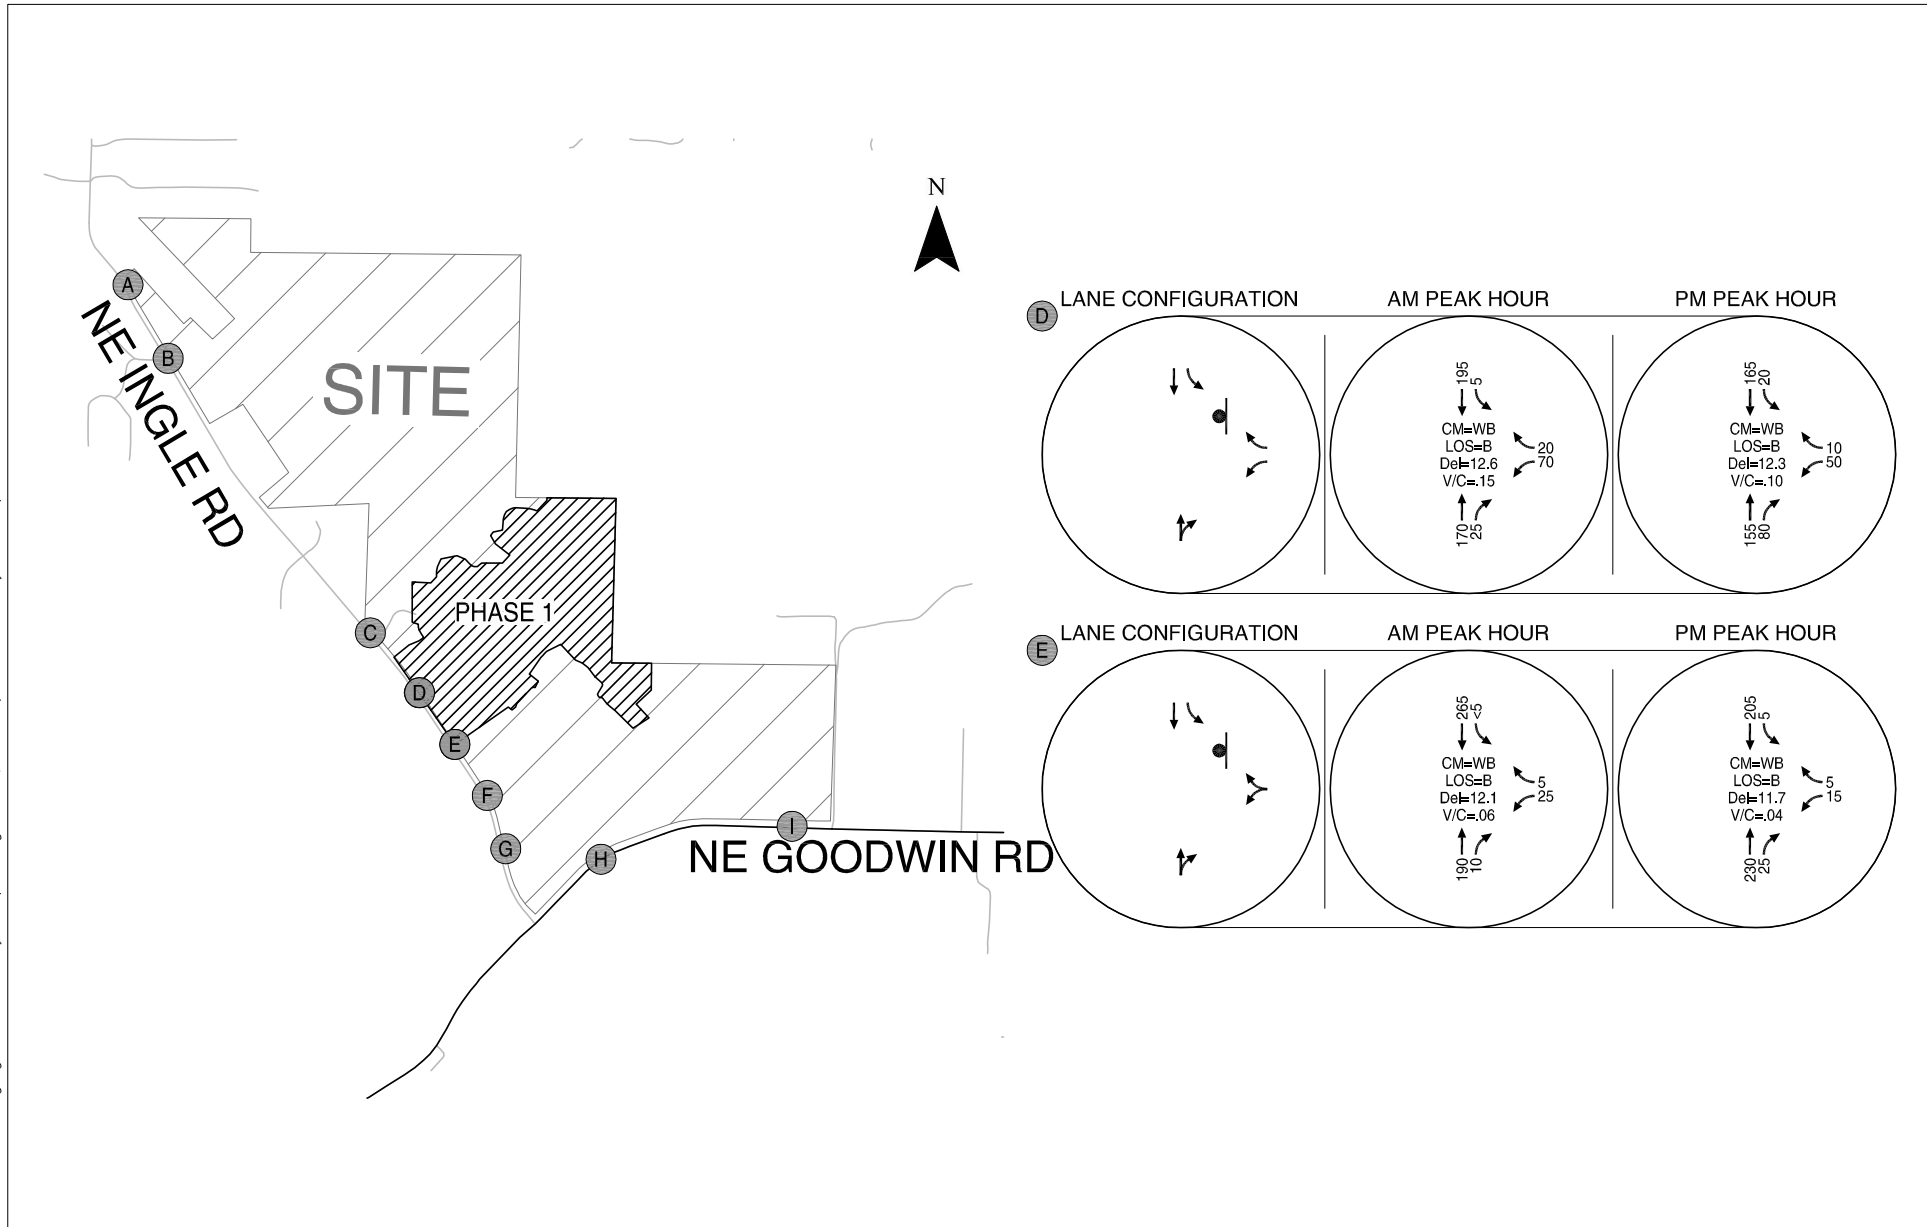 N
A
B
NE INGLE RD
SITE
PHASE 1
C
D
E
F
G
H
I
NE GOODWIN RD
D
LANE CONFIGURATION
AM PEAK HOUR
PM PEAK HOUR
195
5
CM=WB
LOS=B
Del=12.6
V/C=.15
20
70
170
25
165
20
CM=WB
LOS=B
Del=12.3
V/C=.10
10
50
155
80
E
LANE CONFIGURATION
AM PEAK HOUR
PM PEAK HOUR
265
<5
CM=WB
LOS=B
Del=12.1
V/C=.06
5
25
190
10
205
5
CM=WB
LOS=B
Del=11.7
V/C=.04
5
15
230
25